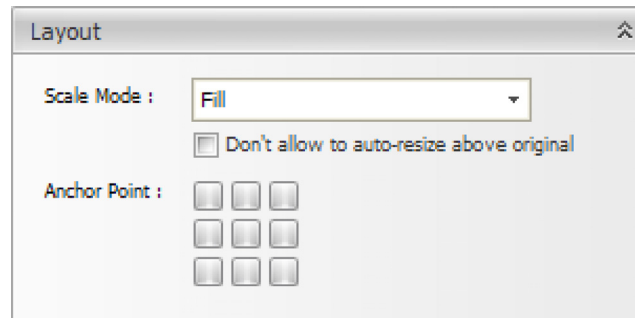 Layout
Scale Mode :
Fill
Don't allow to auto-resize above original
Anchor Point :